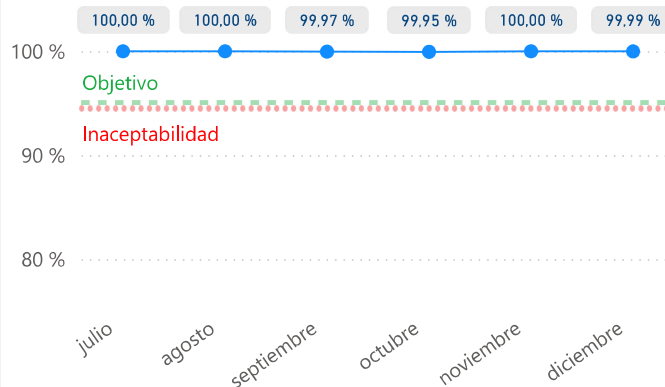 100,00 % 100,00 % 99,97 % 99,95 % 100,00 % 99,99 %
100 %
Objetivo
Inaceptabilidad
90 %
80 %
julio agosto septiembre octubre noviembre diciembre